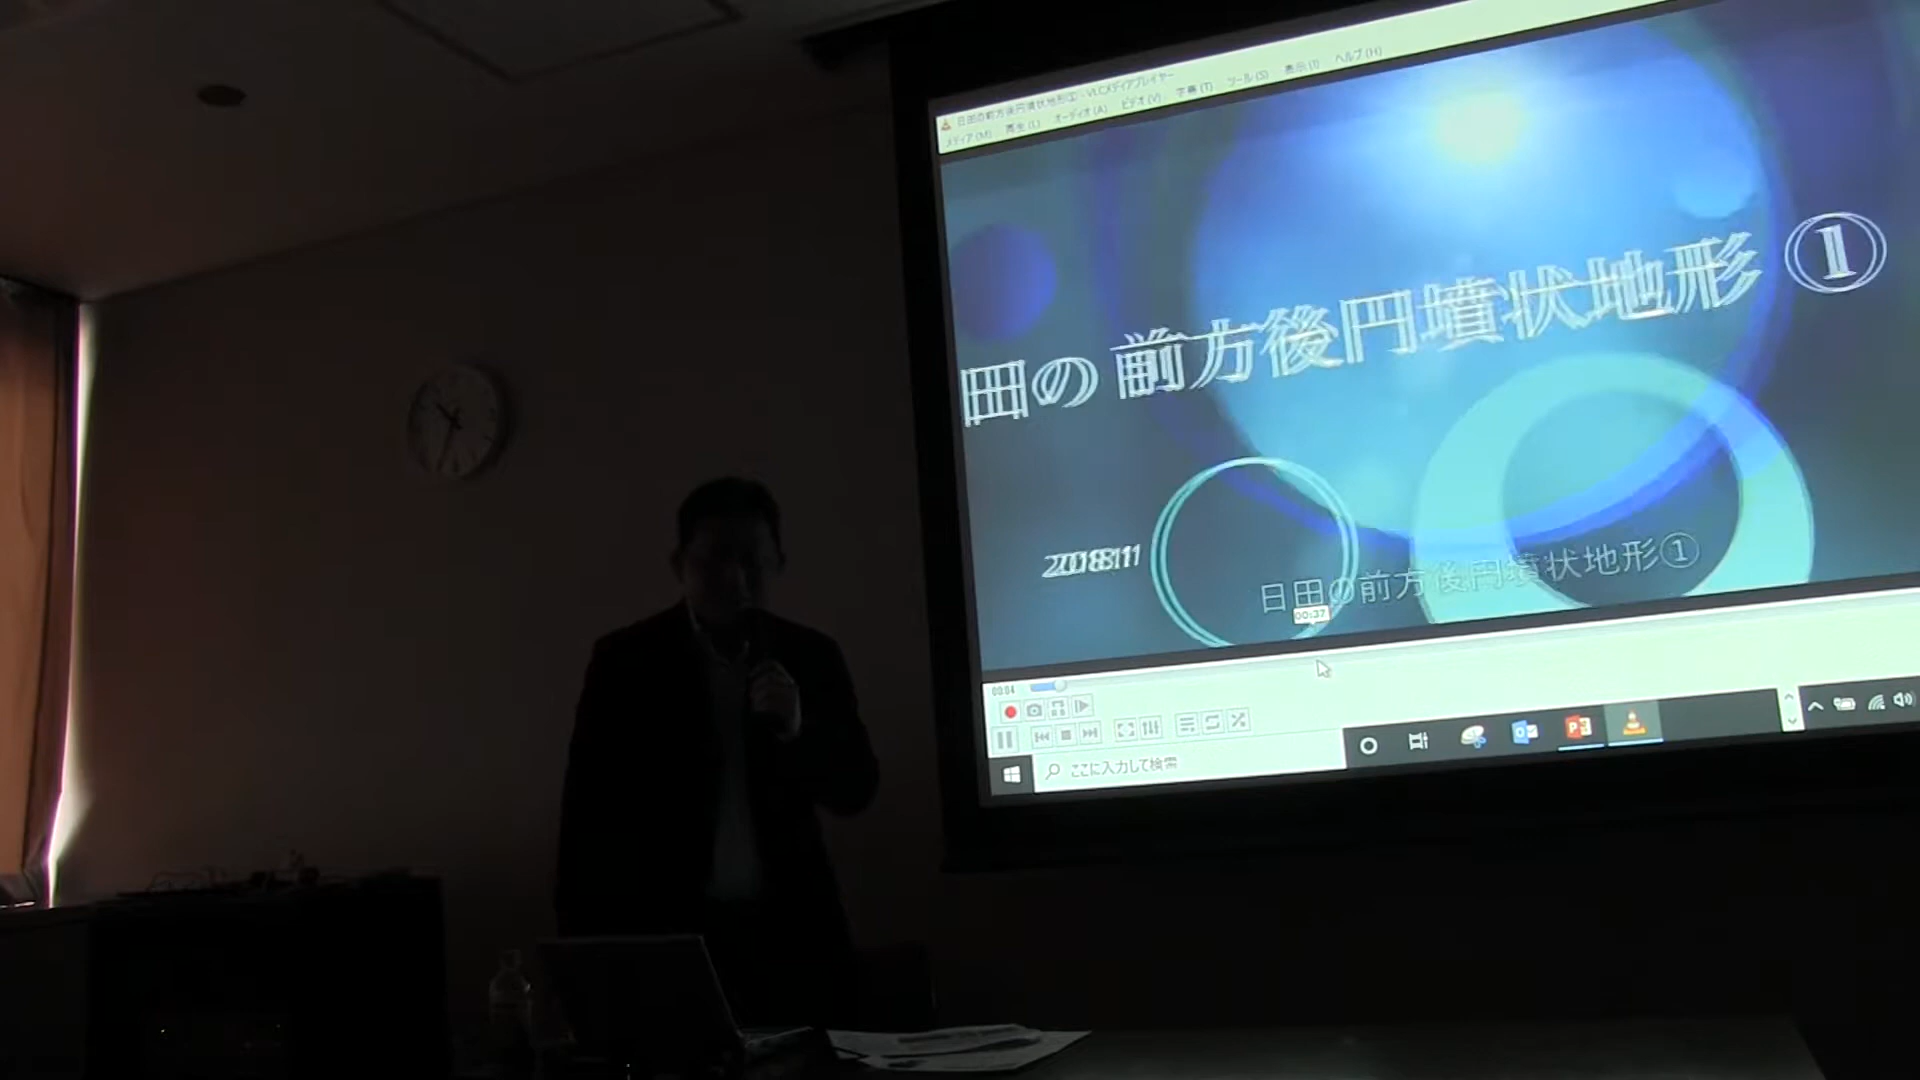 日田の前方後円墳状地形① - VLCメディアプレイヤー
メディア(M) 再生(L) オーディオ(A) ビデオ(V) 字幕(T) ツール(S) 表示(I) ヘルプ(H)
田の 前方後円墳状地形 ①
日田の前方後円墳状地形①
00:37
00:04
ここに入力して検索